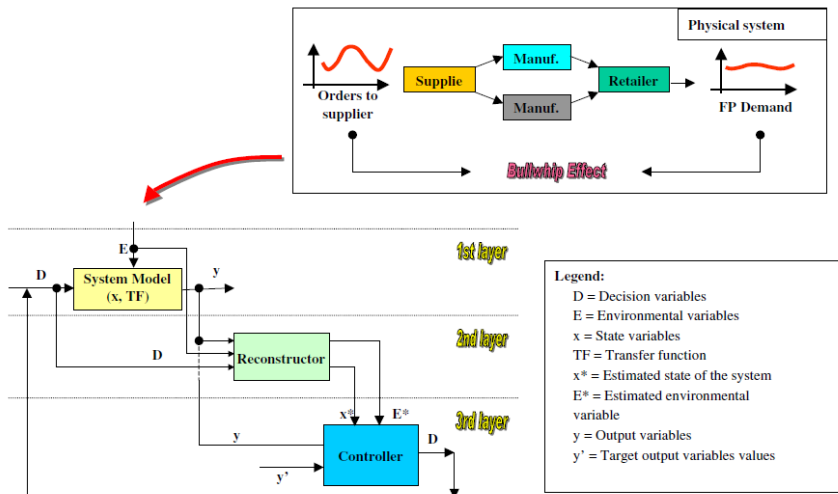 Physical system
Manuf.
Supplie
Retailer
Manuf.
Orders to
supplier
FP Demand
Bullwhip Effect
1st layer
E
D
System Model
(x, TF)
y
2nd layer
Reconstructor
D
3rd layer
x*
E*
y
Controller
D
y'
Legend:
D = Decision variables
E = Environmental variables
x = State variables
TF = Transfer function
x* = Estimated state of the system
E* = Estimated environmental
variable
y = Output variables
y' = Target output variables values